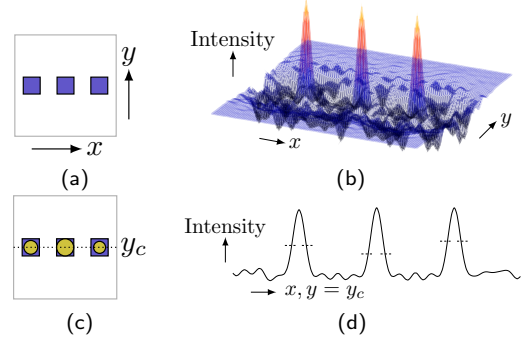 y
x
(a)
Intensity
x
y
(b)
y_c
(c)
Intensity
x, y = y_c
(d)